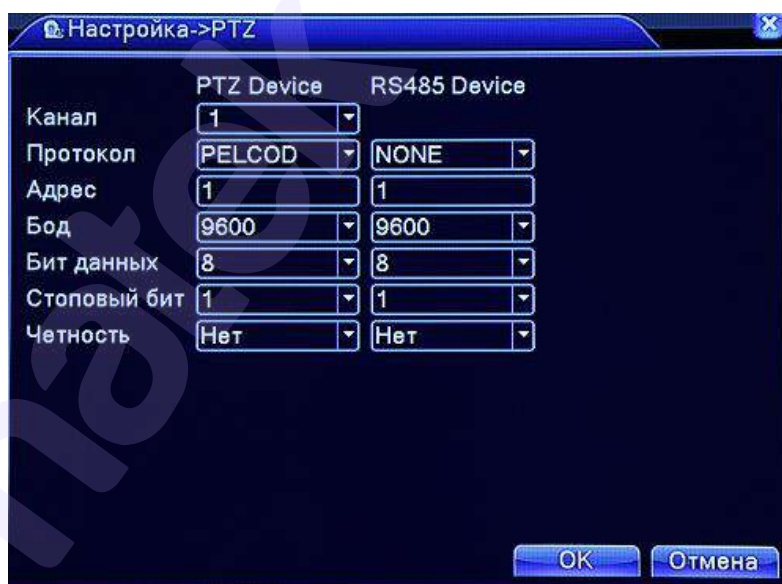 Настройка->PTZ
PTZ Device RS485 Device
Канал 1
Протокол PELCOD NONE
Адрес 1 1
Бод 9600 9600
Бит данных 8 8
Стоповый бит 1 1
Четность Нет Нет
OK Отмена